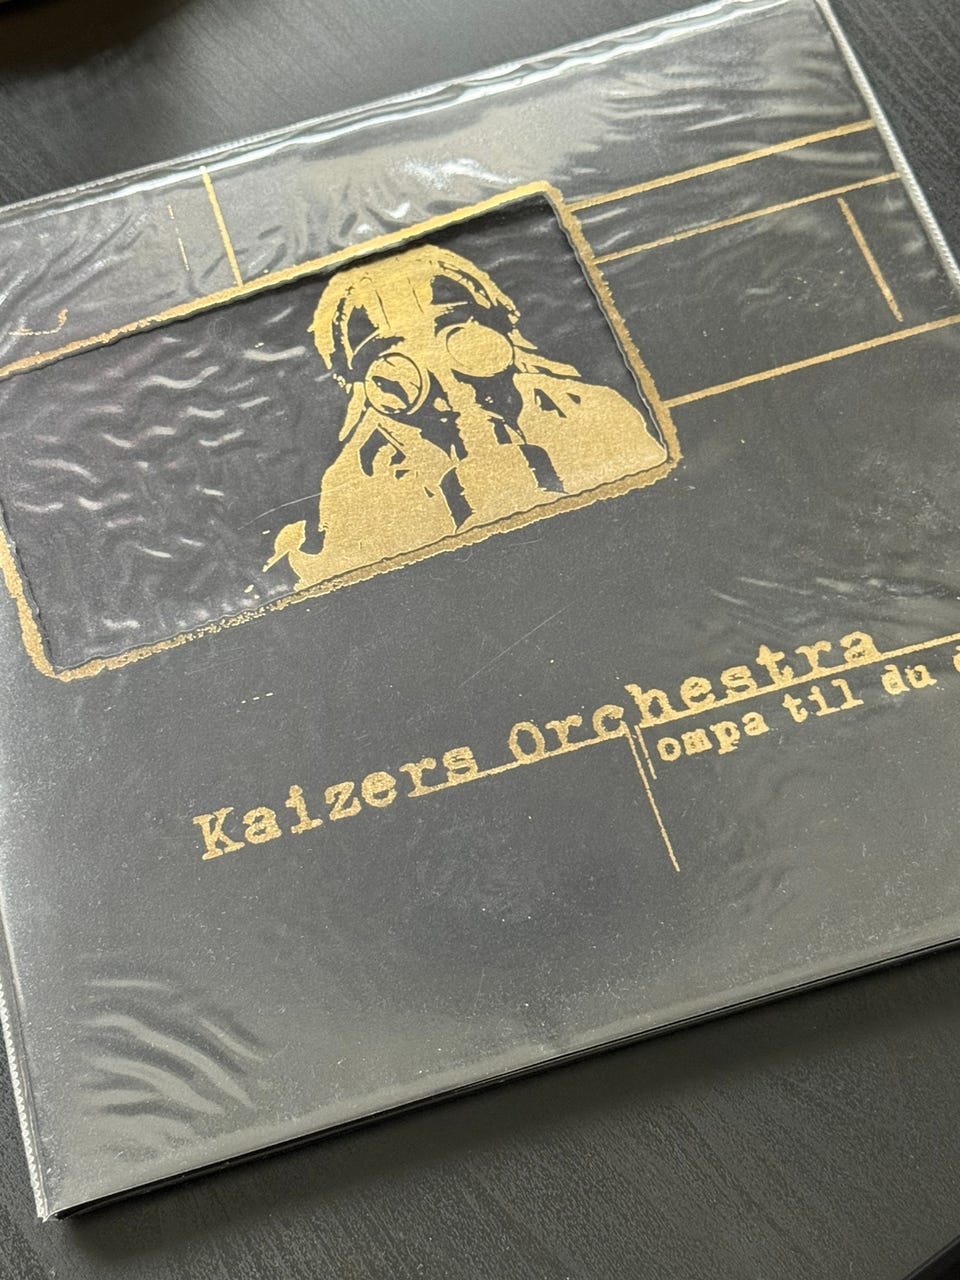 Kaizers Orchestra
ompa til du